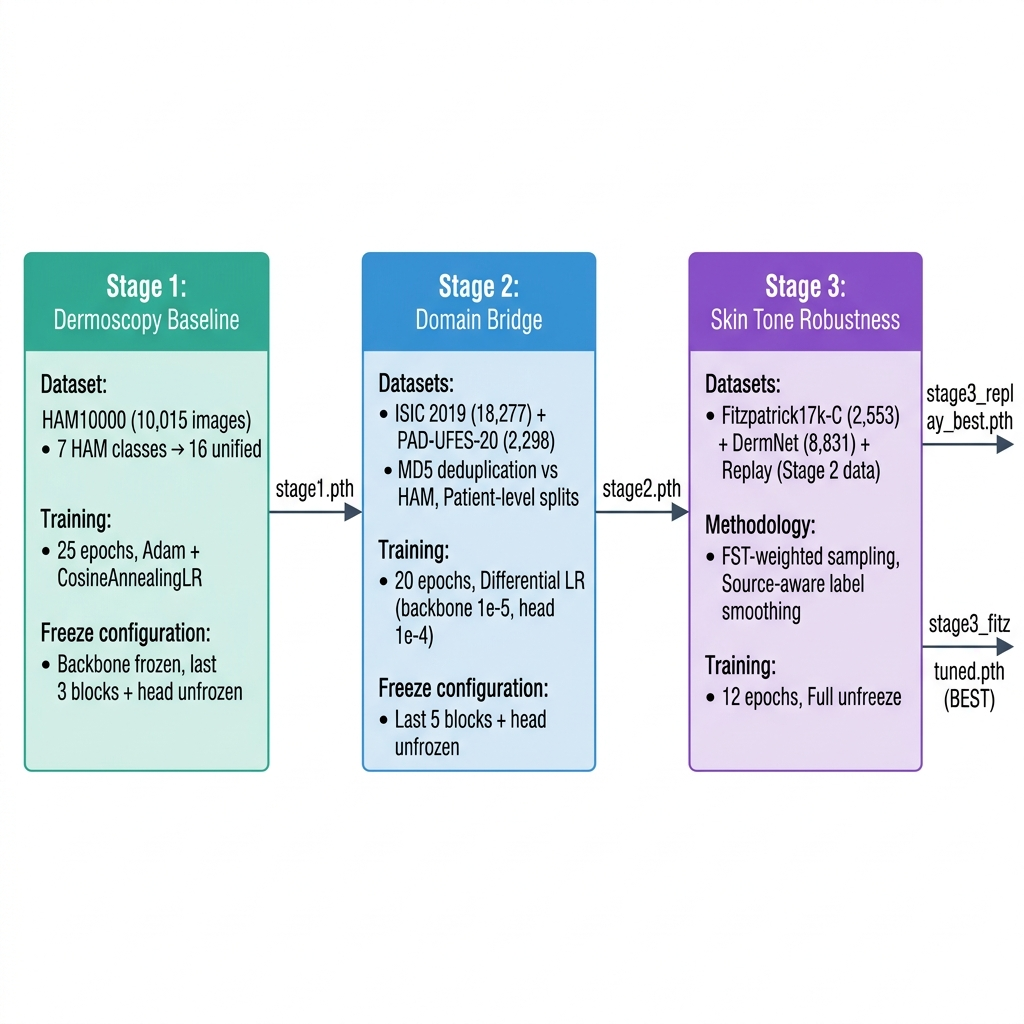 Stage 1:
Dermoscopy Baseline
Dataset:
HAM10000 (10,015 images)
• 7 HAM classes → 16 unified
Training:
• 25 epochs, Adam +
CosineAnnealingLR
Freeze configuration:
• Backbone frozen, last
3 blocks + head unfrozen
stage1.pth
Stage 2:
Domain Bridge
Datasets:
• ISIC 2019 (18,277) +
PAD-UFES-20 (2,298)
• MD5 deduplication vs
HAM, Patient-level splits
Training:
• 20 epochs, Differential LR
(backbone 1e-5, head
1e-4)
Freeze configuration:
• Last 5 blocks + head
unfrozen
stage2.pth
Stage 3:
Skin Tone Robustness
Datasets:
• Fitzpatrick17k-C (2,553)
+ DermNet (8,831) +
Replay (Stage 2 data)
Methodology:
• FST-weighted sampling,
Source-aware label
smoothing
Training:
• 12 epochs, Full unfreeze
stage3_repl
ay_best.pth
stage3_fitz
tuned.pth
(BEST)